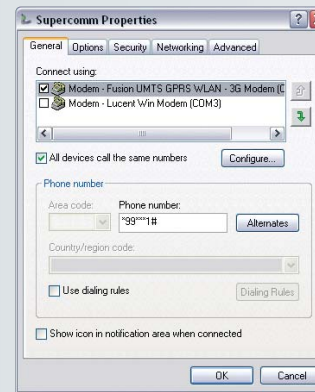 Supercomm Properties
General Options Security Networking Advanced
Connect using:
Modem - Fusion UMTS GPRS WLAN - 3G Modem (C
Modem - Lucent Win Modem (COM3)
All devices call the same numbers Configure...
Phone number
Area code: Phone number:
*99***1# Alternates
Country/region code:
Use dialing rules Dialing Rules
Show icon in notification area when connected
OK Cancel